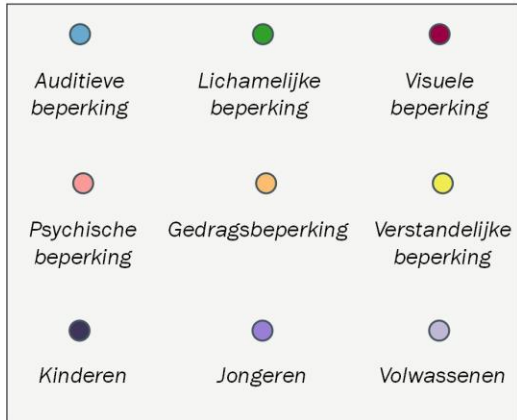 Auditieve
beperking
Lichamelijke
beperking
Visuele
beperking
Psychische
beperking
Gedragsbeperking
Verstandelijke
beperking
Kinderen
Jongeren
Volwassenen